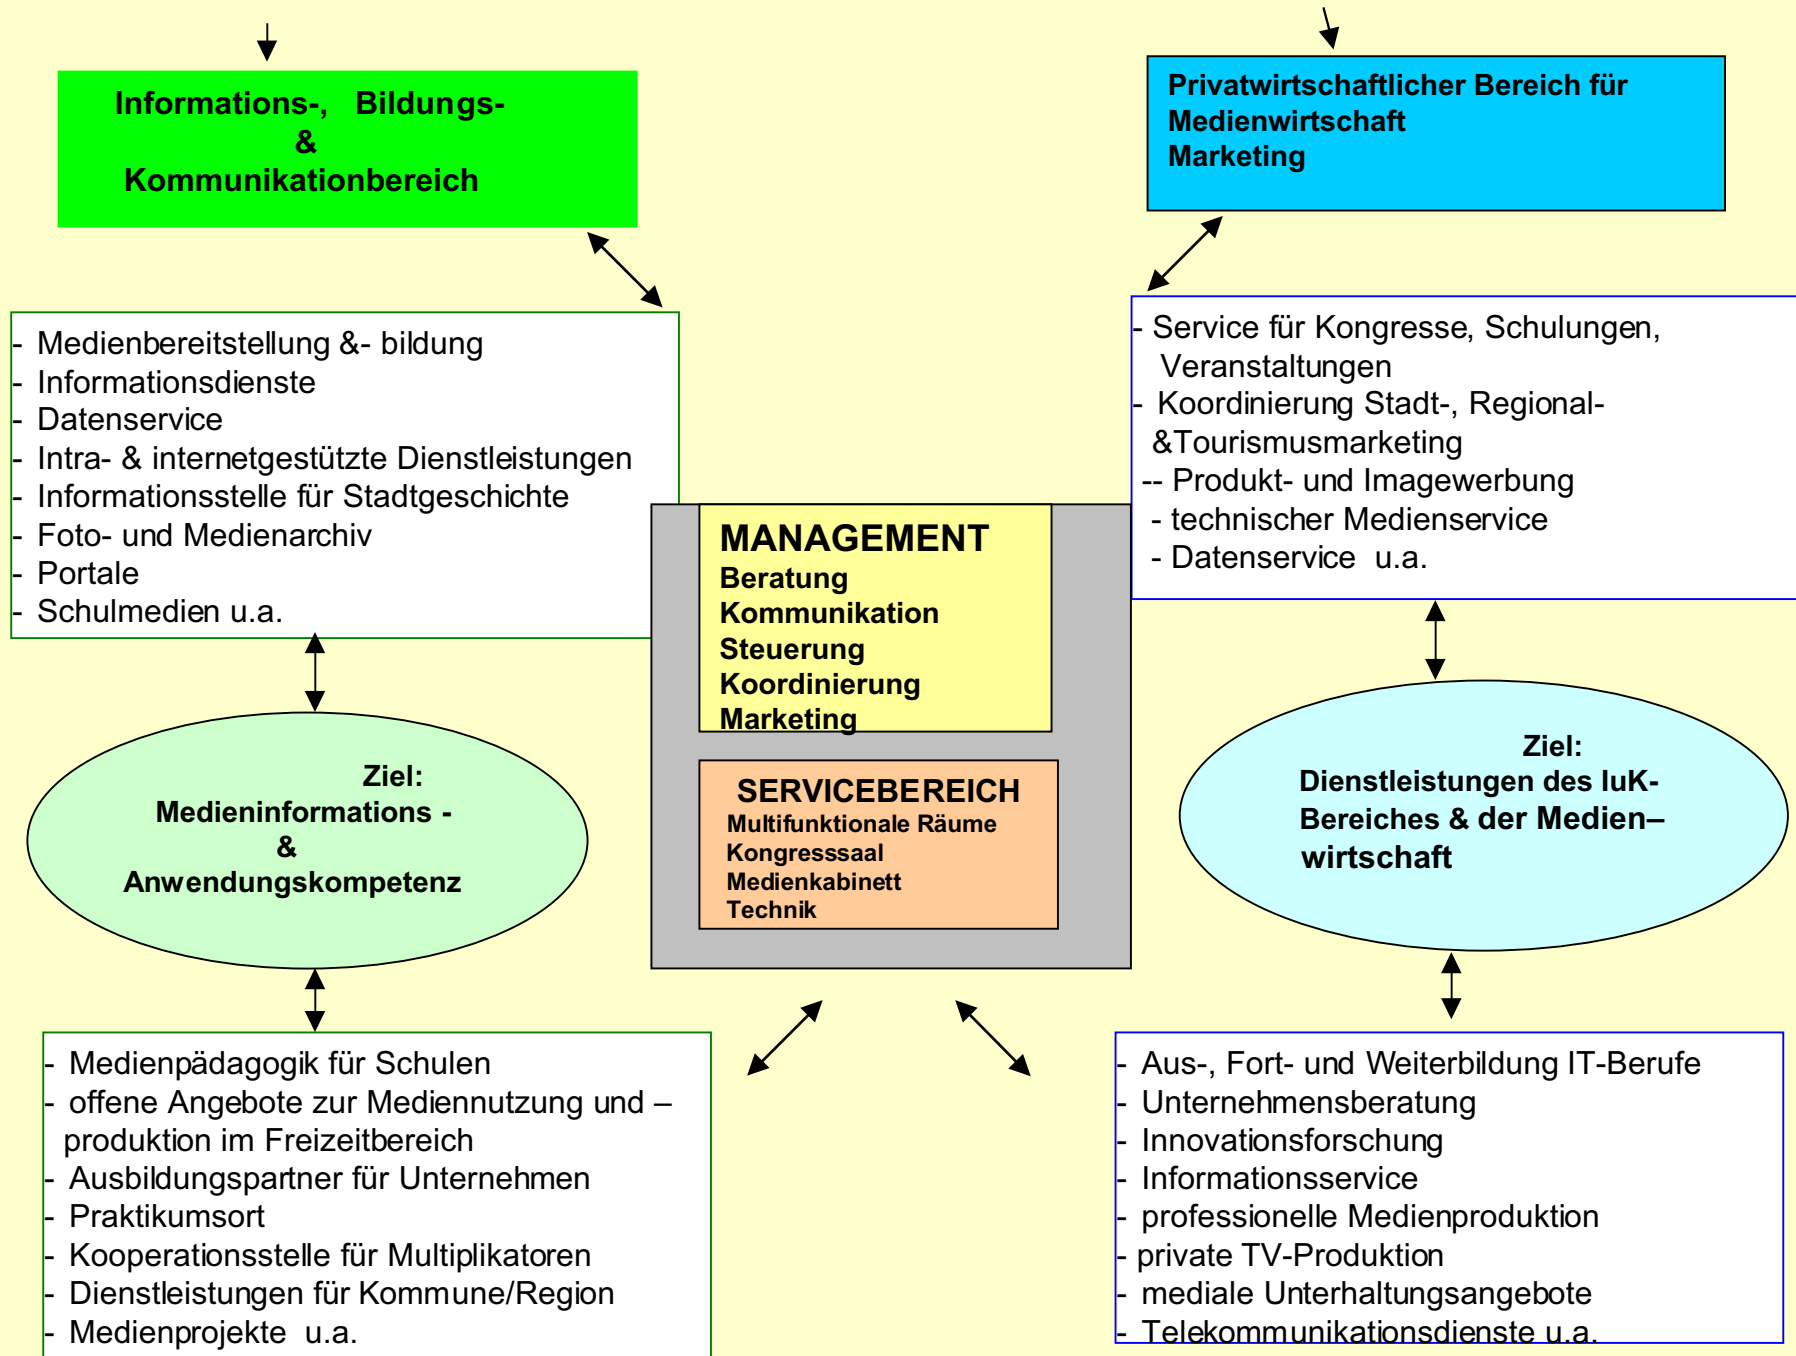 Informations-, Bildungs-
&
Kommunikationbereich
Privatwirtschaftlicher Bereich für
Medienwirtschaft
Marketing
- Medienbereitstellung &- bildung
- Informationsdienste
- Datenservice
- Intra- & internetgestützte Dienstleistungen
- Informationsstelle für Stadtgeschichte
- Foto- und Medienarchiv
- Portale
- Schulmedien u.a.
- Service für Kongresse, Schulungen,
Veranstaltungen
- Koordinierung Stadt-, Regional-
&Tourismusmarketing
-- Produkt- und Imagewerbung
- technischer Medienservice
- Datenservice u.a.
MANAGEMENT
Beratung
Kommunikation
Steuerung
Koordinierung
Marketing
SERVICEBEREICH
Multifunktionale Räume
Kongresssaal
Medienkabinett
Technik
Ziel:
Medieninformations -
&
Anwendungskompetenz
Ziel:
Dienstleistungen des IuK-
Bereiches & der Medien–
wirtschaft
- Medienpädagogik für Schulen
- offene Angebote zur Mediennutzung und –
produktion im Freizeitbereich
- Ausbildungspartner für Unternehmen
- Praktikumsort
- Kooperationsstelle für Multiplikatoren
- Dienstleistungen für Kommune/Region
- Medienprojekte u.a.
- Aus-, Fort- und Weiterbildung IT-Berufe
- Unternehmensberatung
- Innovationsforschung
- Informationsservice
- professionelle Medienproduktion
- private TV-Produktion
- mediale Unterhaltungsangebote
- Telekommunikationsdienste u.a.